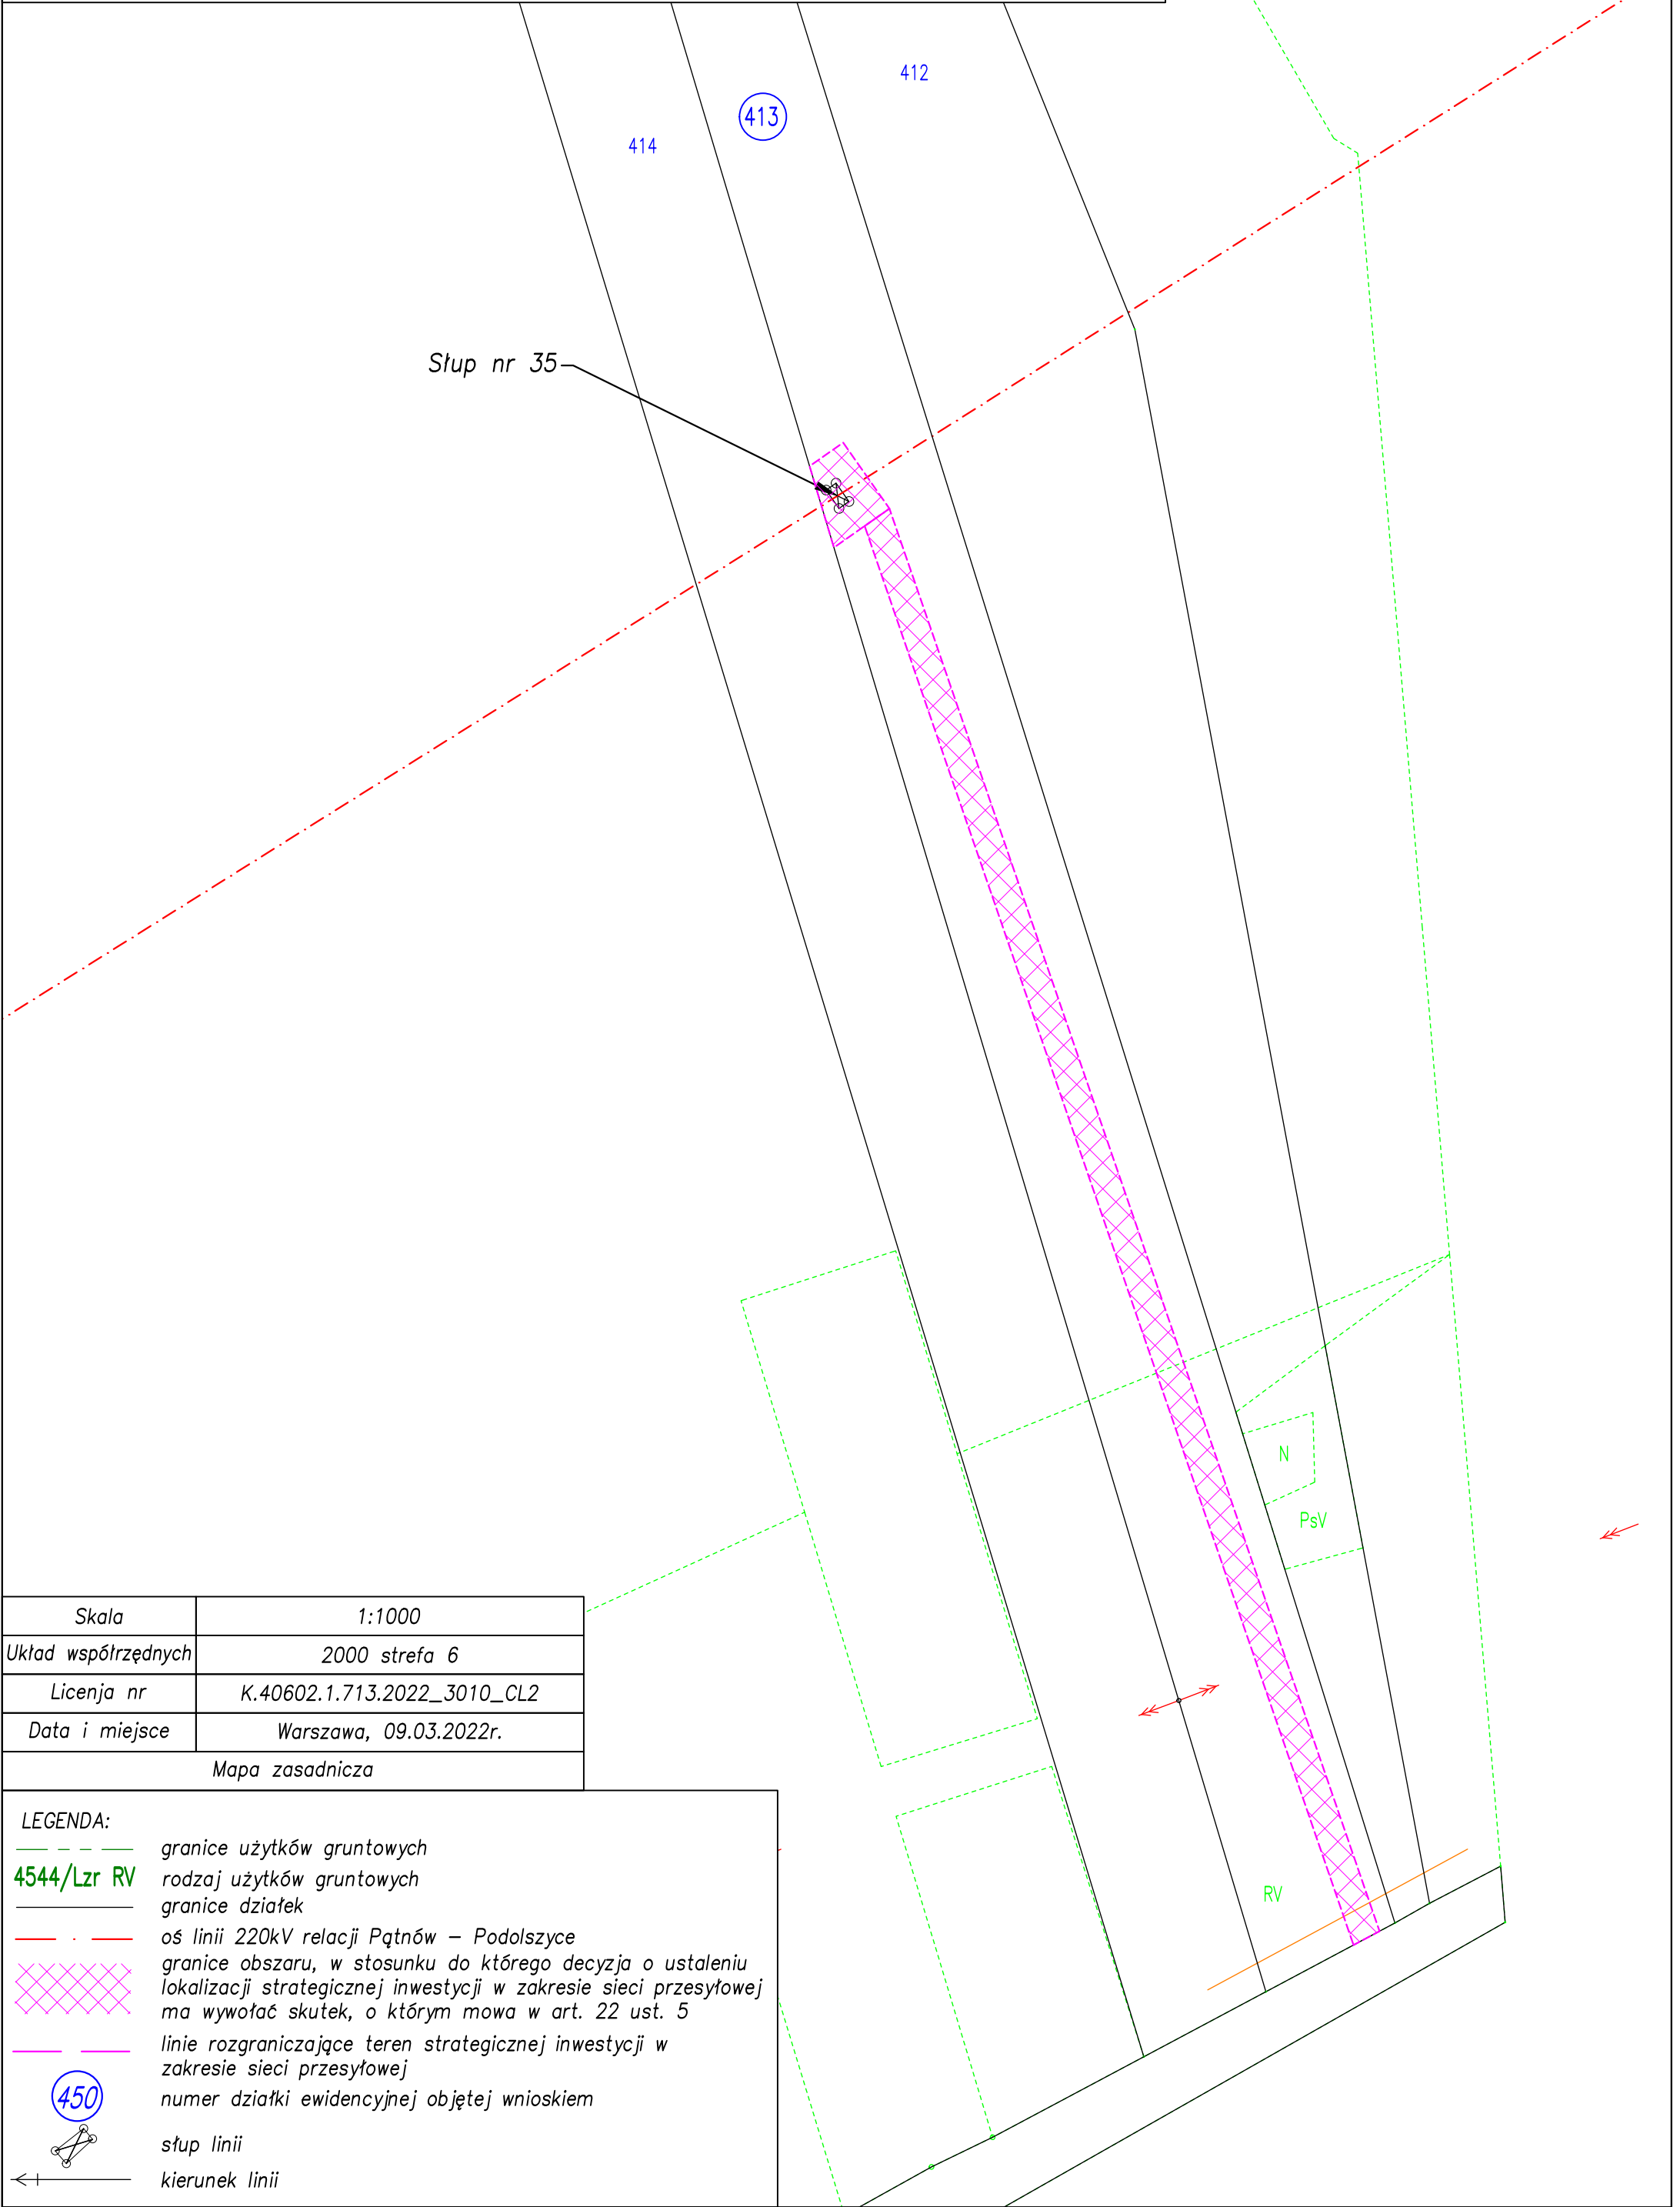 412
413
414
Słup nr 35
N
PsV
RV
Skala 1:1000
Układ współrzędnych 2000 strefa 6
Licenja nr K.40602.1.713.2022_3010_CL2
Data i miejsce Warszawa, 09.03.2022r.
Mapa zasadnicza
LEGENDA:
granice użytków gruntowych
4544/Lzr RV rodzaj użytków gruntowych
granice działek
oś linii 220kV relacji Pątnów – Podolszyce
granice obszaru, w stosunku do którego decyzja o ustaleniu
lokalizacji strategicznej inwestycji w zakresie sieci przesyłowej
ma wywołać skutek, o którym mowa w art. 22 ust. 5
linie rozgraniczające teren strategicznej inwestycji w
zakresie sieci przesyłowej
450 numer działki ewidencyjnej objętej wnioskiem
słup linii
kierunek linii